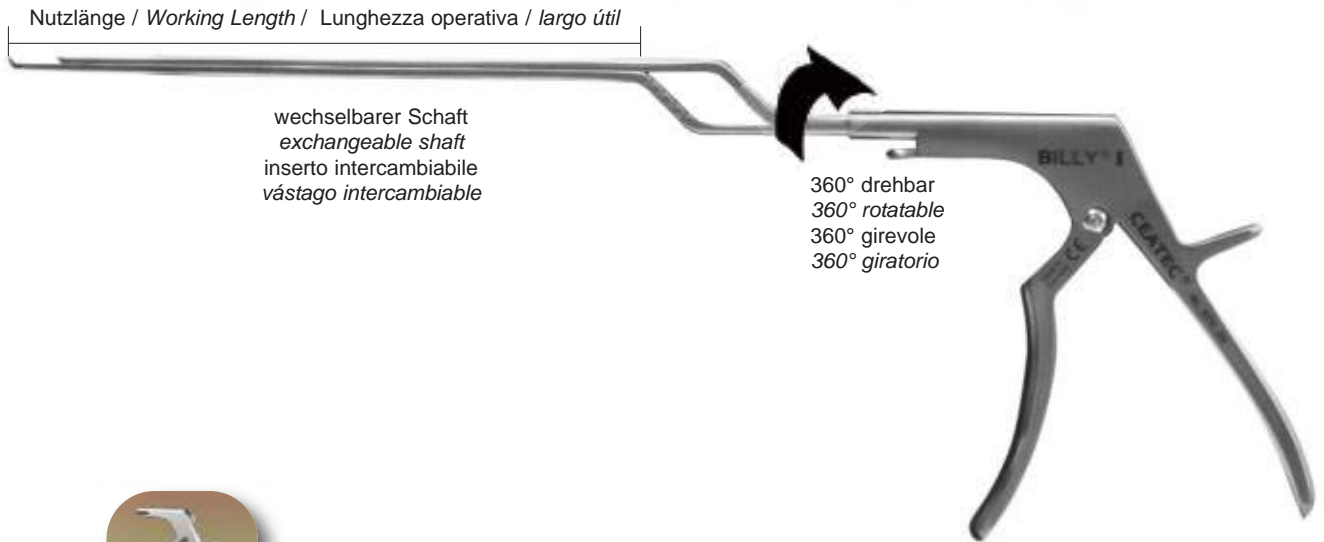 Nutzlänge / Working Length / Lunghezza operativa / largo útil
wechselbarer Schaft
exchangeable shaft
inserto intercambiabile
vástago intercambiable
360° drehbar
360° rotatable
360° girevole
360° giratorio
BILLY® I
CEATEC®
CE